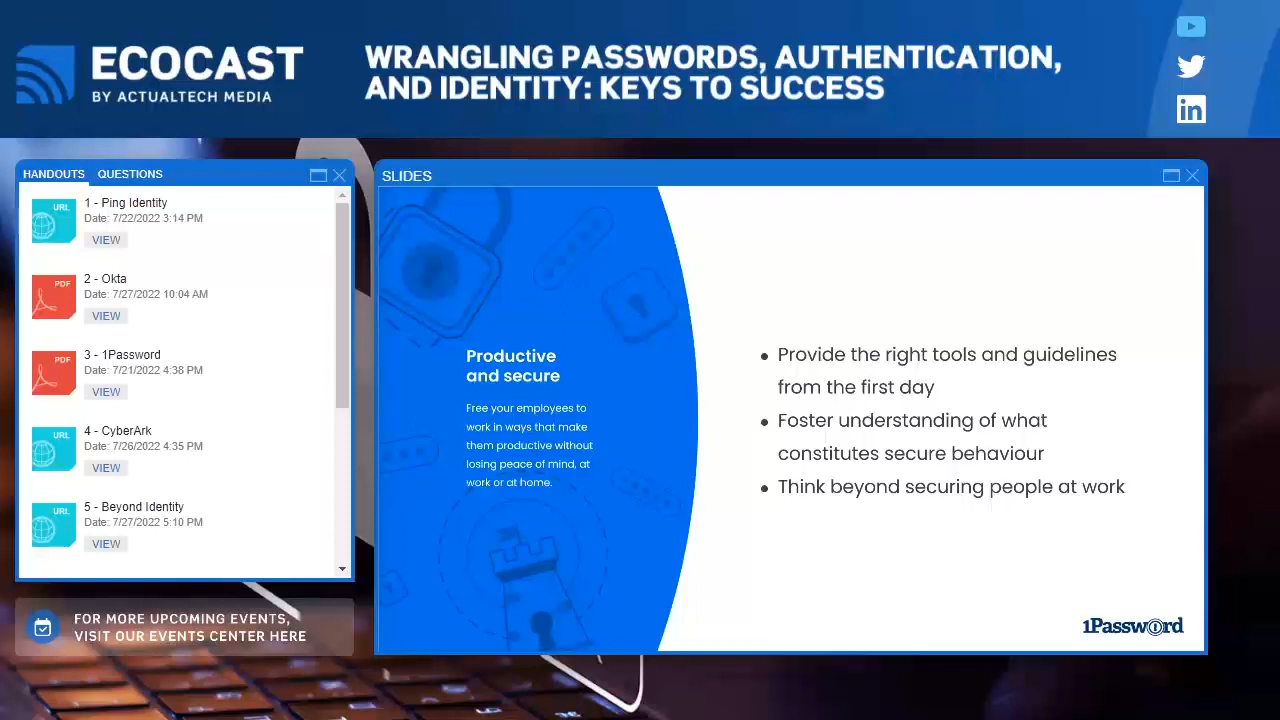 ECOCAST
BY ACTUALTECH MEDIA
WRANGLING PASSWORDS, AUTHENTICATION,
AND IDENTITY: KEYS TO SUCCESS
in
HANDOUTS QUESTIONS
URL
1 - Ping Identity
Date: 7/22/2022 3:14 PM
VIEW
PDF
2 - Okta
Date: 7/27/2022 10:04 AM
VIEW
PDF
3 - 1Password
Date: 7/21/2022 4:38 PM
VIEW
URL
4 - CyberArk
Date: 7/26/2022 4:35 PM
VIEW
URL
5 - Beyond Identity
Date: 7/27/2022 5:10 PM
VIEW
FOR MORE UPCOMING EVENTS,
VISIT OUR EVENTS CENTER HERE
SLIDES
Productive
and secure
Free your employees to
work in ways that make
them productive without
losing peace of mind, at
work or at home.
• Provide the right tools and guidelines
from the first day
• Foster understanding of what
constitutes secure behaviour
• Think beyond securing people at work
1Password